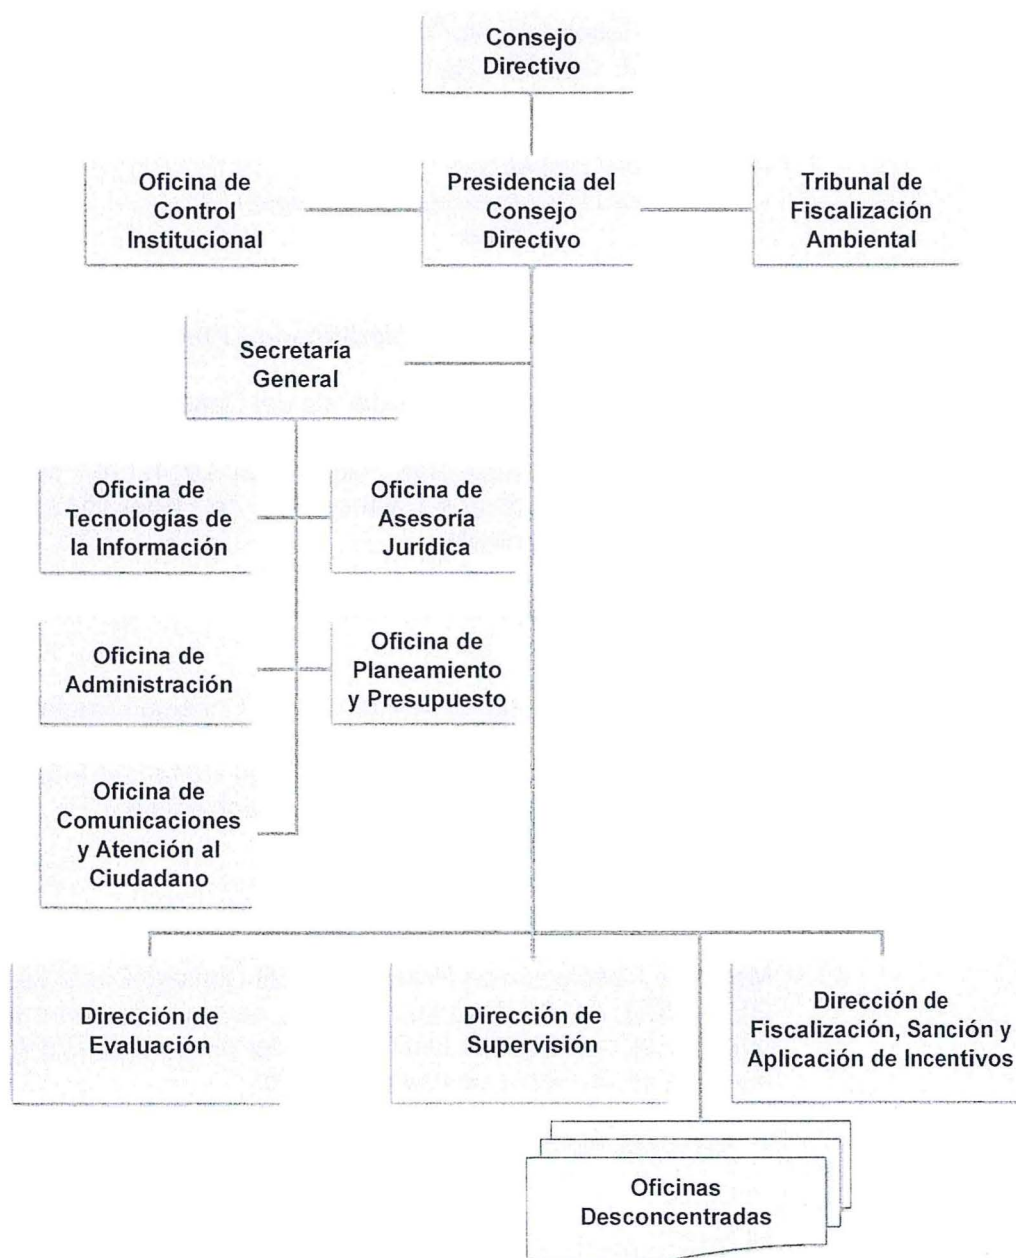 Consejo
Directivo
Oficina de
Control
Institucional
Presidencia del
Consejo
Directivo
Tribunal de
Fiscalización
Ambiental
Secretaría
General
Oficina de
Tecnologías de
la Información
Oficina de
Asesoría
Jurídica
Oficina de
Administración
Oficina de
Planeamiento
y Presupuesto
Oficina de
Comunicaciones
y Atención al
Ciudadano
Dirección de
Evaluación
Dirección de
Supervisión
Dirección de
Fiscalización, Sanción y
Aplicación de Incentivos
Oficinas
Desconcentradas